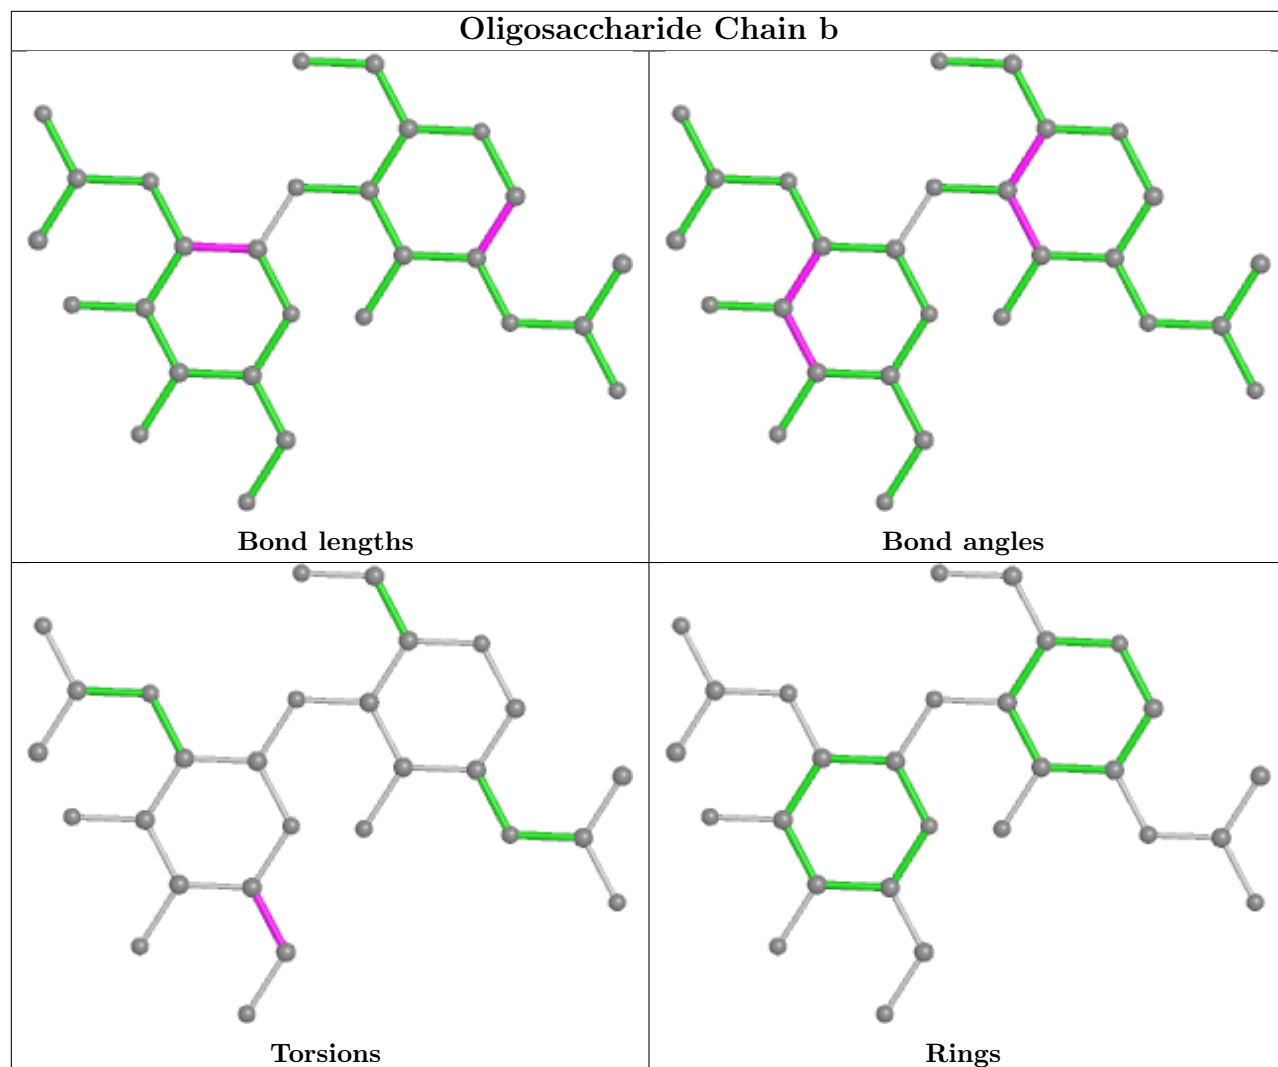 Oligosaccharide Chain b
Bond lengths
Bond angles
Torsions
Rings